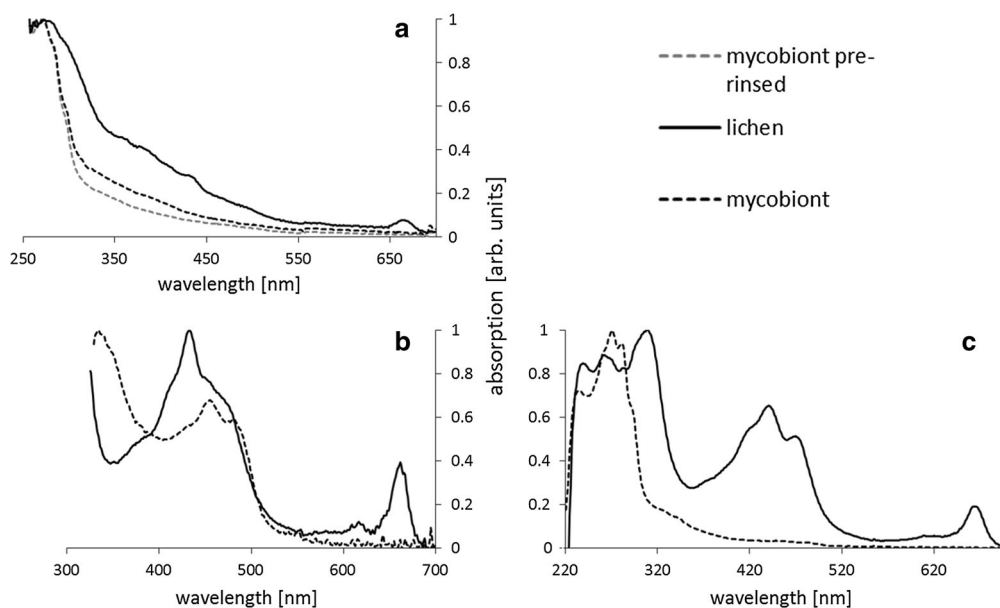 a
1
0.8
0.6
0.4
0.2
0
250 350 450 550 650
wavelength [nm]
mycobiont pre-
rinsed
lichen
mycobiont
absorption [arb. units]
b
1
0.8
0.6
0.4
0.2
0
300 400 500 600 700
wavelength [nm]
c
1
0.8
0.6
0.4
0.2
0
220 320 420 520 620
wavelength [nm]